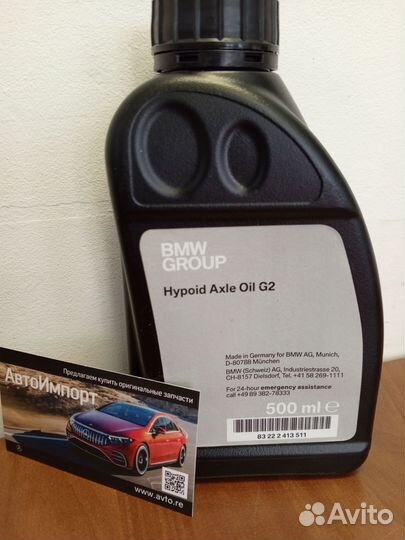 BMW
GROUP
Hypoid Axle Oil G2
Made in Germany for BMW AG, Munich,
D-80788 München
BMW (Schweiz) AG, Industriestrasse 20,
CH-8157 Dielsdorf, Tel. +41 58 269-1111
For 24-hour emergency assistance
call +49 89 382-78333
500 ml e
83 22 2 413 511
Предлагаем купить оригинальные запчасти
АвтоИмпорт
www.avto.re
Avito